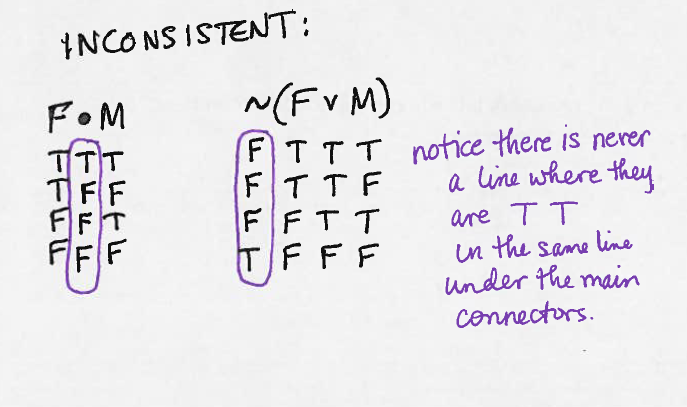 INCONSISTENT:
F • M
T T T
T F F
F F T
F F F
~(F v M)
F T T T
F T T F
F F T T
T F F F
notice there is never
a line where they
are T T
in the same line
under the main
connectors.